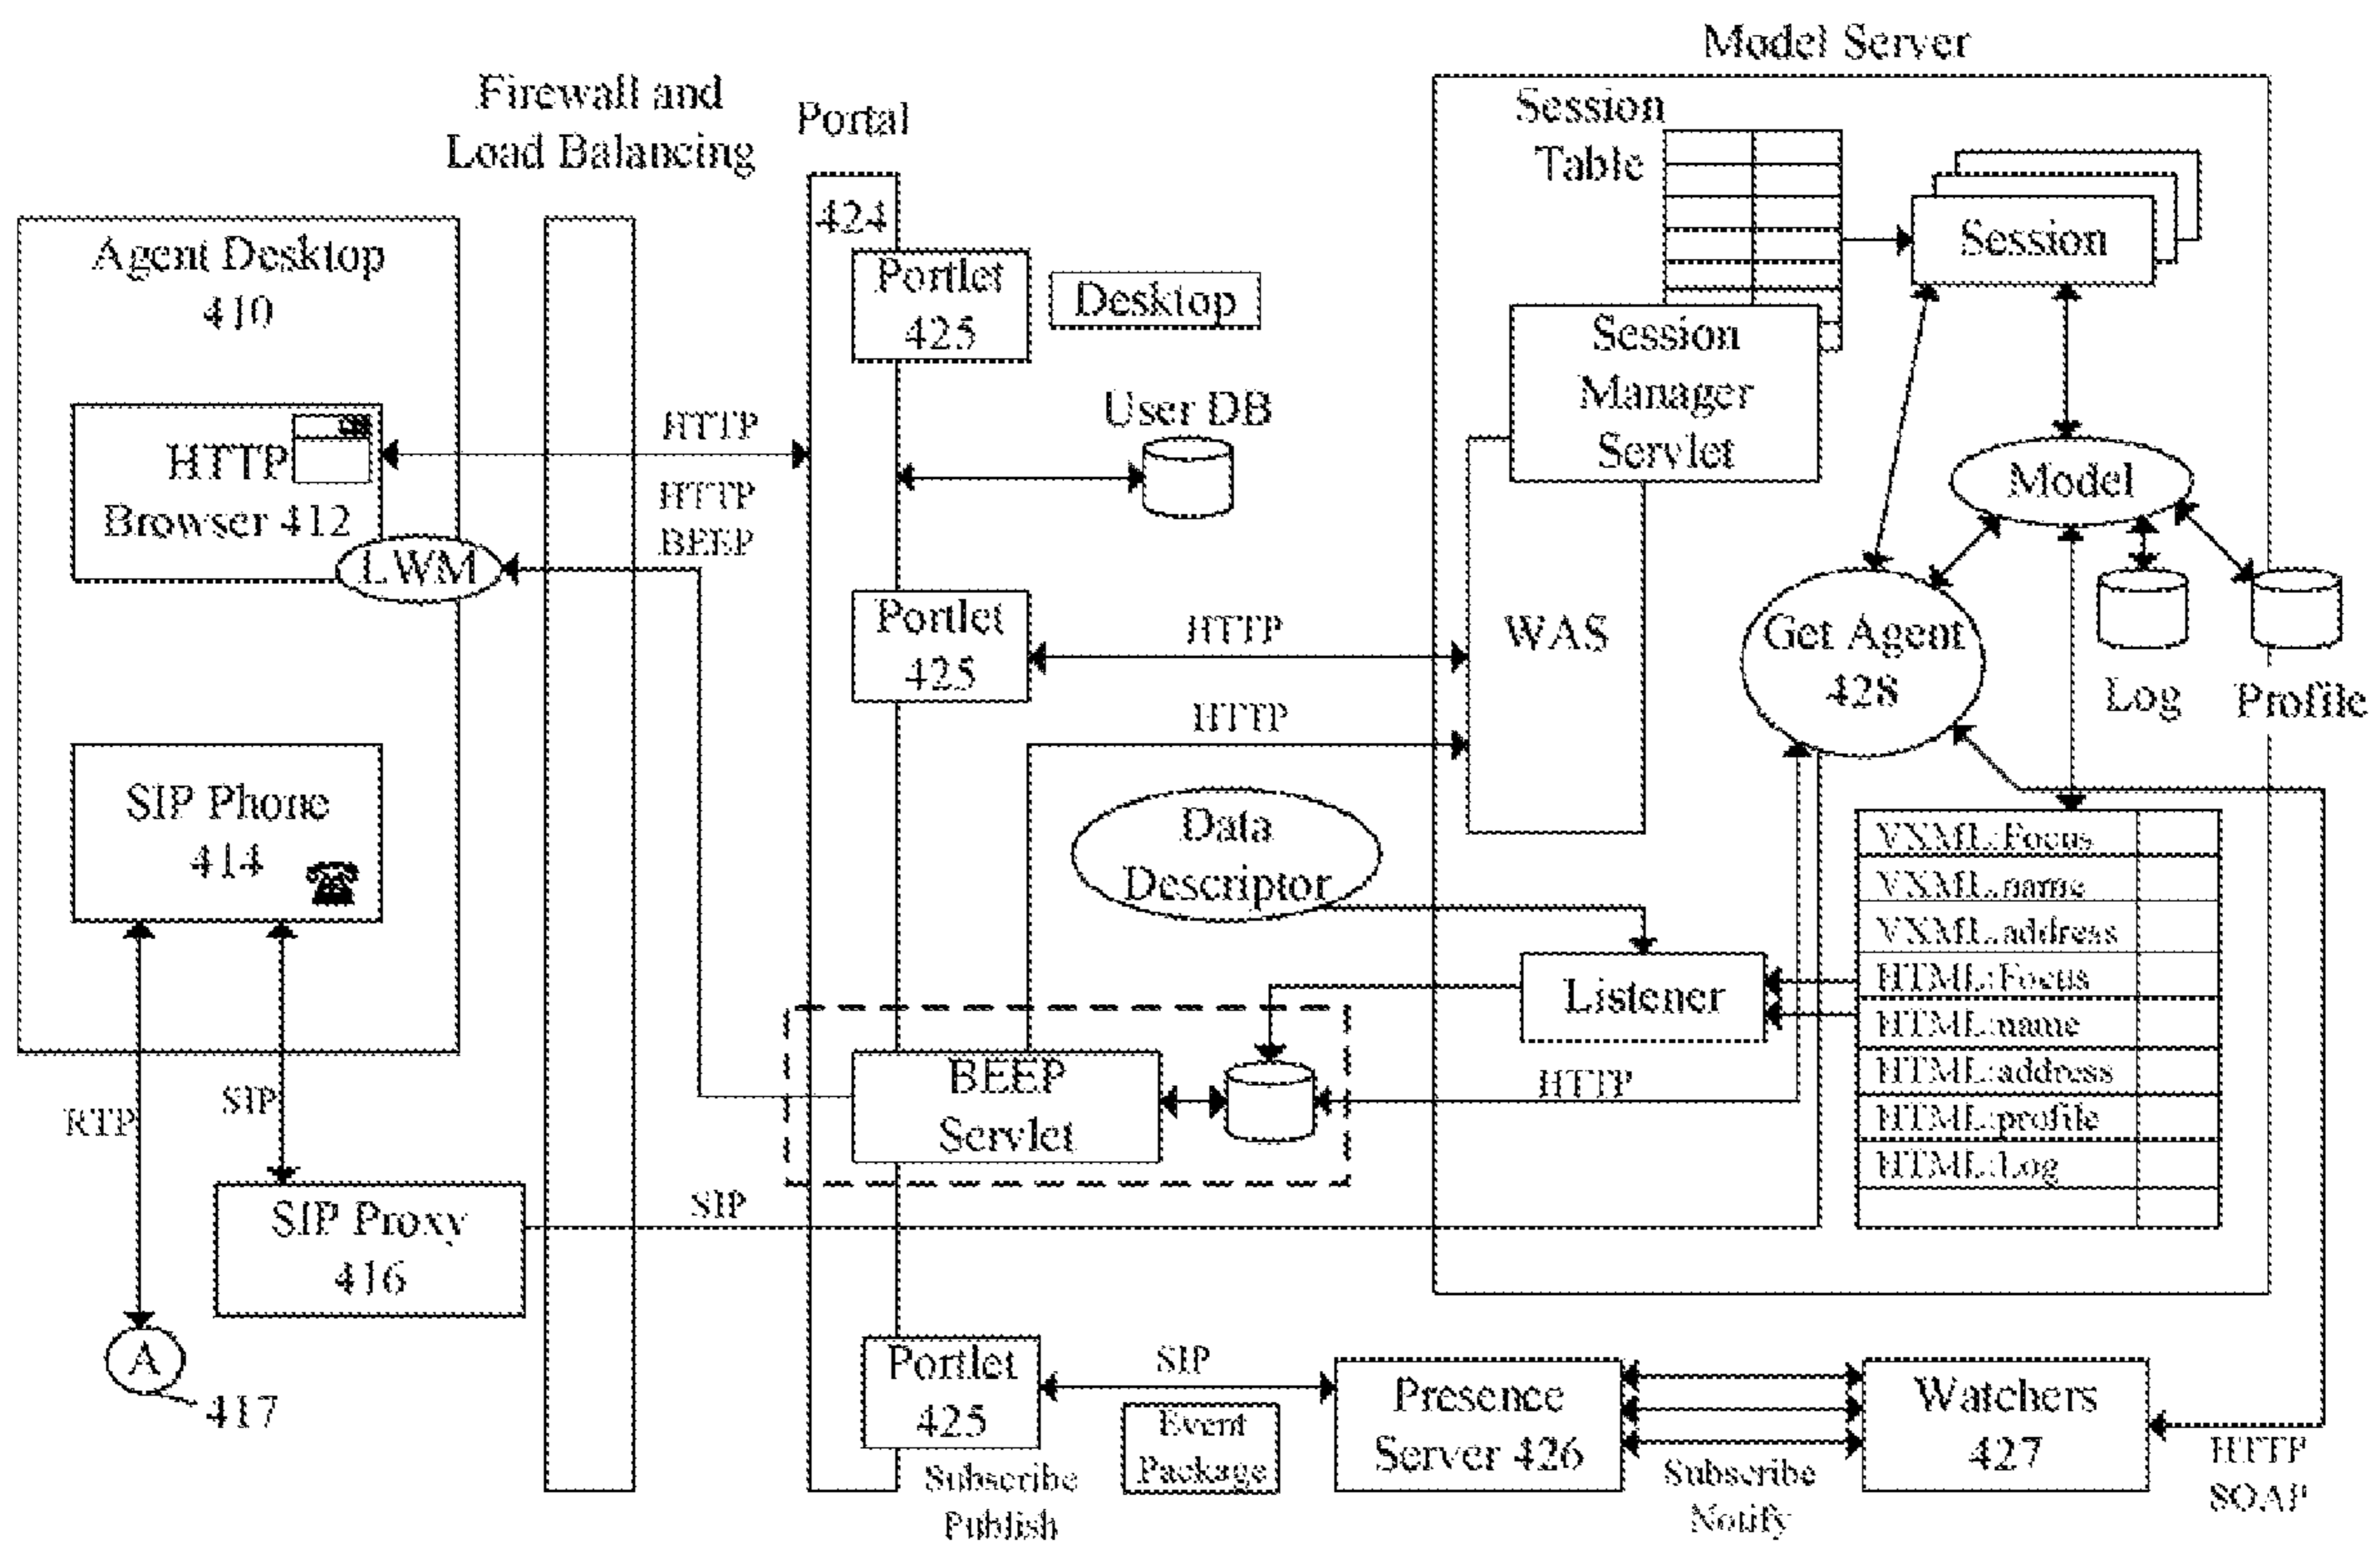 Model Server
Firewall and
Load Balancing
Portal
Session
Table
424
Agent Desktop
410
Portlet
425
Desktop
Session
Session
Manager
Servlet
User DB
HTTP
HTTP
Browser 412
HTTP
BEEP
Model
LWM
Portlet
425
HTTP
WAS
Get Agent
428
Log
Profile
HTTP
SIP Phone
414
Data
Descriptor
VXML::Focus
VXML.name
VXML.address
HTML::Focus
HTML:name
HTML:address
HTML:profile
HTML::Log
Listener
BEEP
Servlet
HTTP
RTP
SIP
SIP
SIP Proxy
416
A
417
Portlet
425
SIP
Event
Package
Subscribe
Publish
Presence
Server 426
Subscribe
Notify
Watchers
427
HTTP
SOAP